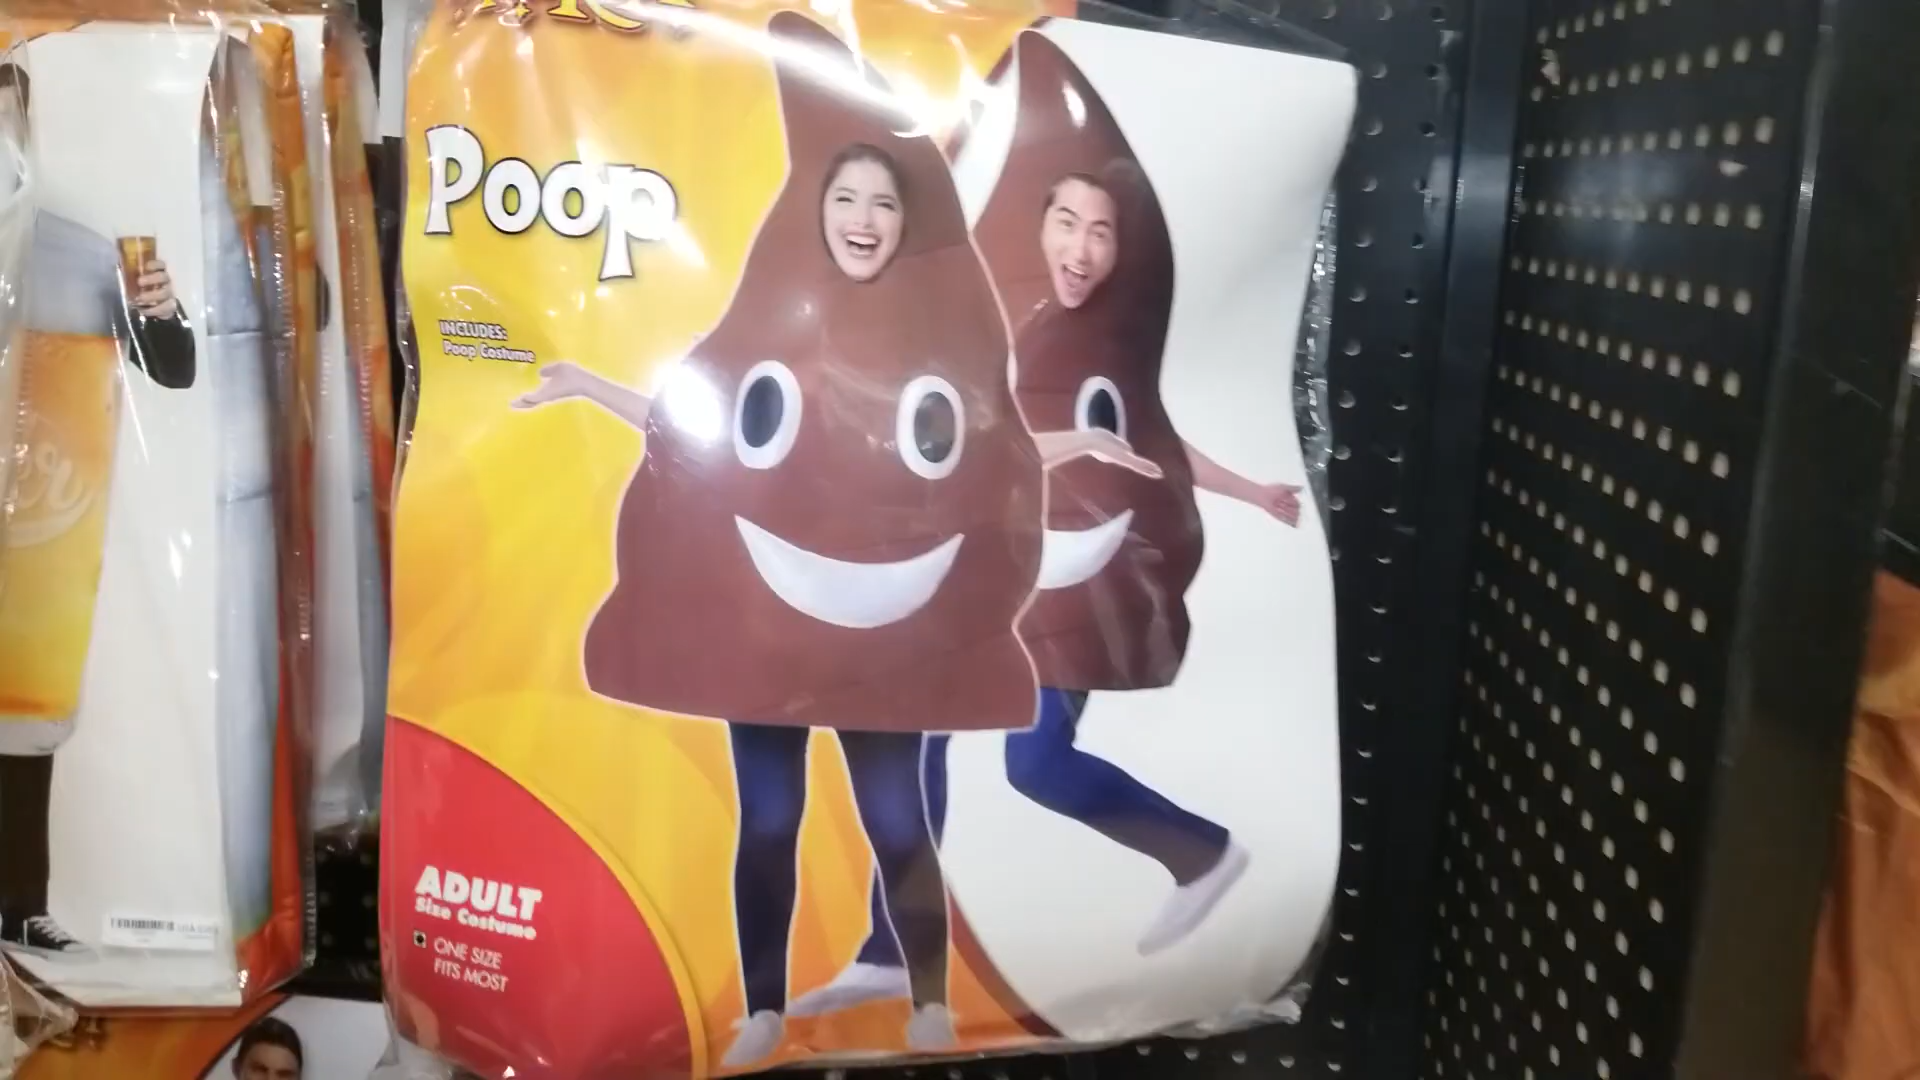 Poop
INCLUDES:
Poop Costume
ADULT
Size Costume
ONE SIZE
FITS MOST